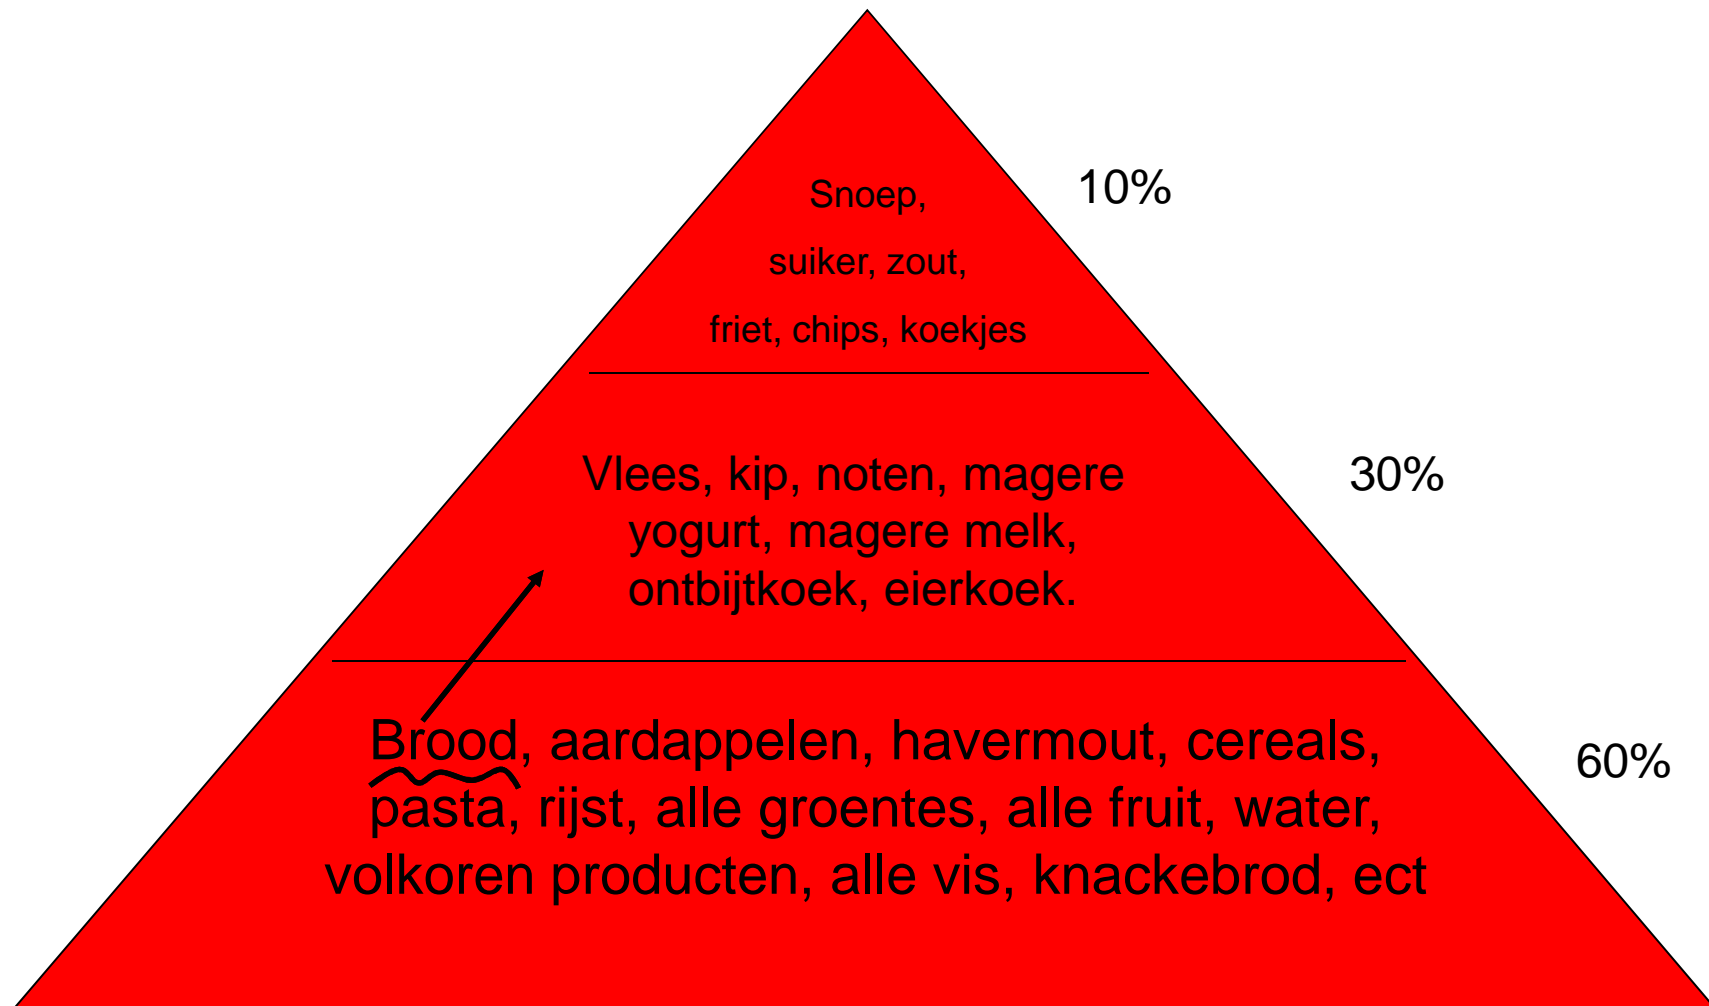 Snoep,
10%
suiker, zout,
friet, chips, koekjes
Vlees, kip, noten, magere
30%
yogurt, magere melk,
ontbijtkoek, eierkoek.
Brood, aardappelen, havermout, cereals,
60%
pasta, rijst, alle groentes, alle fruit, water,
volkoren producten, alle vis, knackebrod, ect